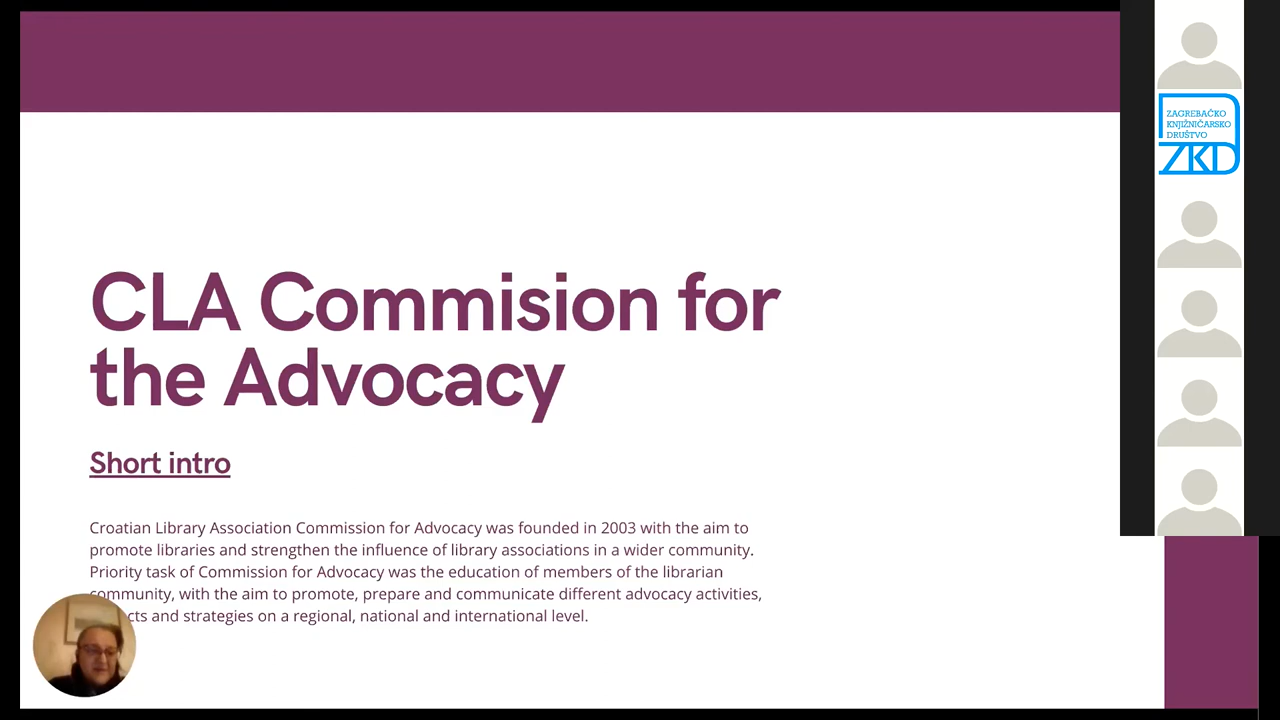 CLA Commision for
the Advocacy
Short intro
Croatian Library Association Commission for Advocacy was founded in 2003 with the aim to
promote libraries and strengthen the influence of library associations in a wider community.
Priority task of Commission for Advocacy was the education of members of the librarian
community, with the aim to promote, prepare and communicate different advocacy activities,
and strategies on a regional, national and international level.
ZAGREBAČKO
KNJIŽNIČARSKO
DRUŠTVO
ZKD